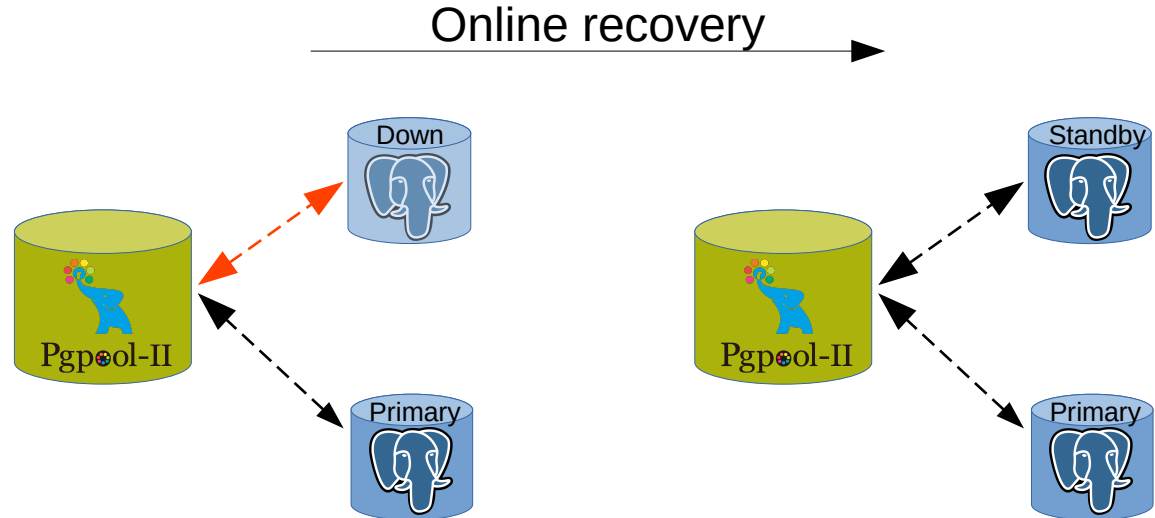 Online recovery
Down
Pgpool-II
Primary
Standby
Pgpool-II
Primary